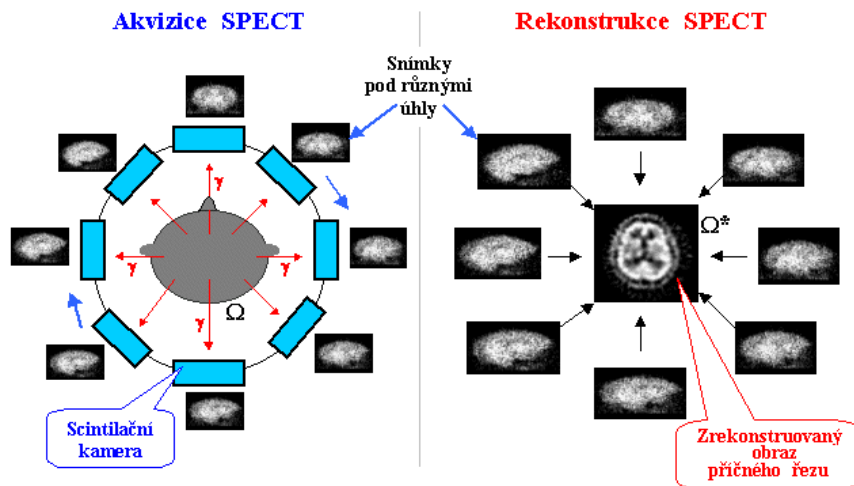 Akvizice SPECT
Rekonstrukce SPECT
Snímky
pod různými
úhly
γ
γ
γ
γ
Ω
Ω*
Scintilační
kamera
Zrekonstruovaný
obraz
příčného řezu